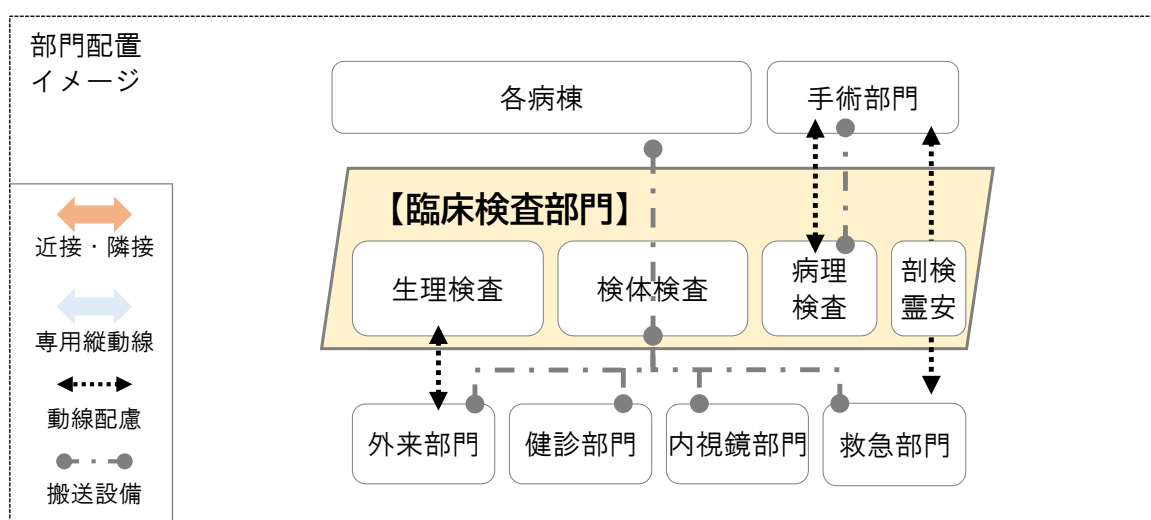 部門配置
イメージ
各病棟
手術部門
【臨床検査部門】
生理検査
検体検査
病理
検査
剖検
霊安
外来部門
健診部門
内視鏡部門
救急部門
近接・隣接
専用縦動線
動線配慮
搬送設備